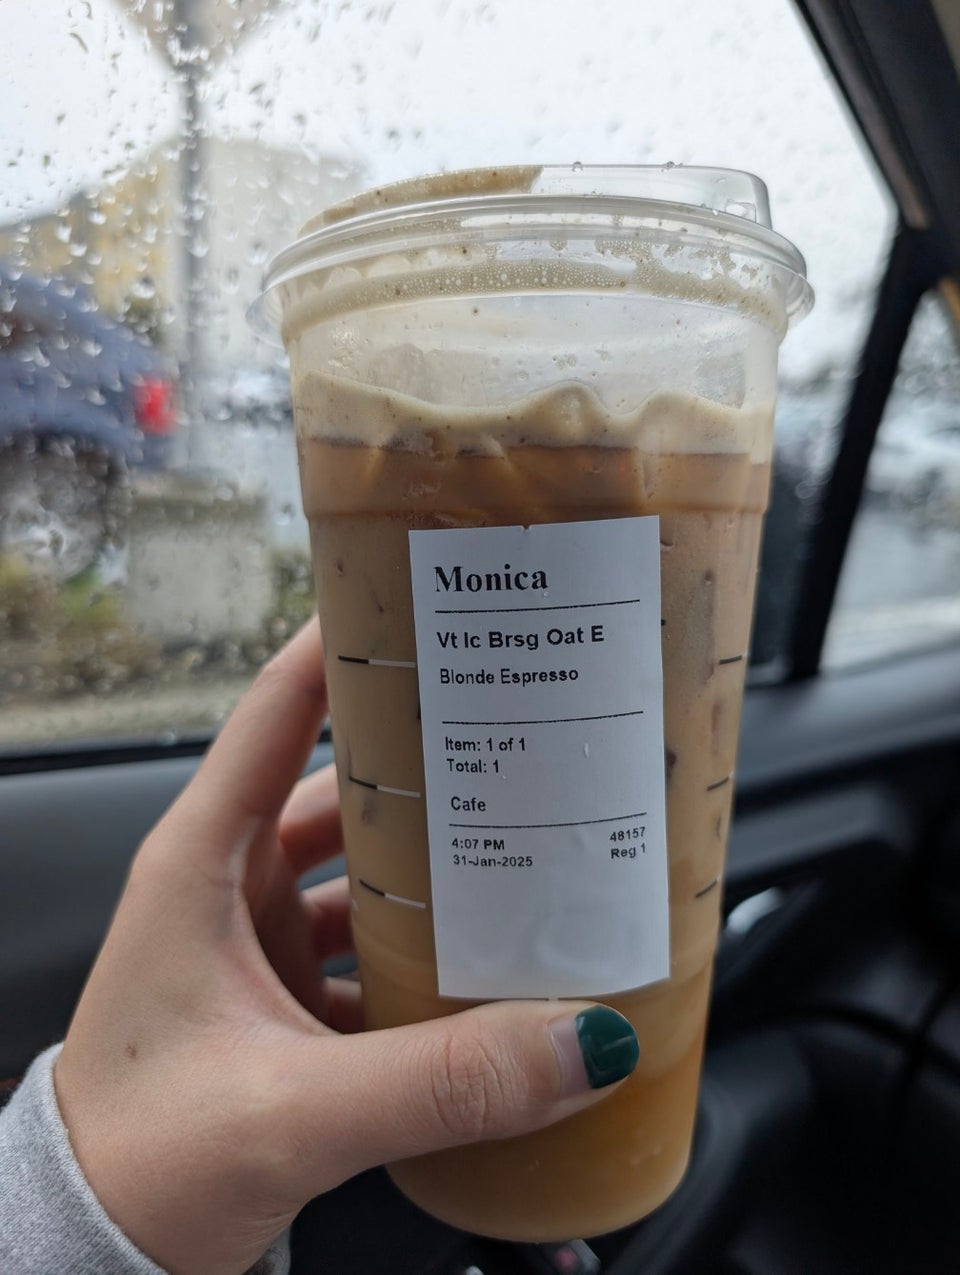 Monica
Vt Ic Brsg Oat E
Blonde Espresso
Item: 1 of 1
Total: 1
Cafe
4:07 PM 48157
31-Jan-2025 Reg 1